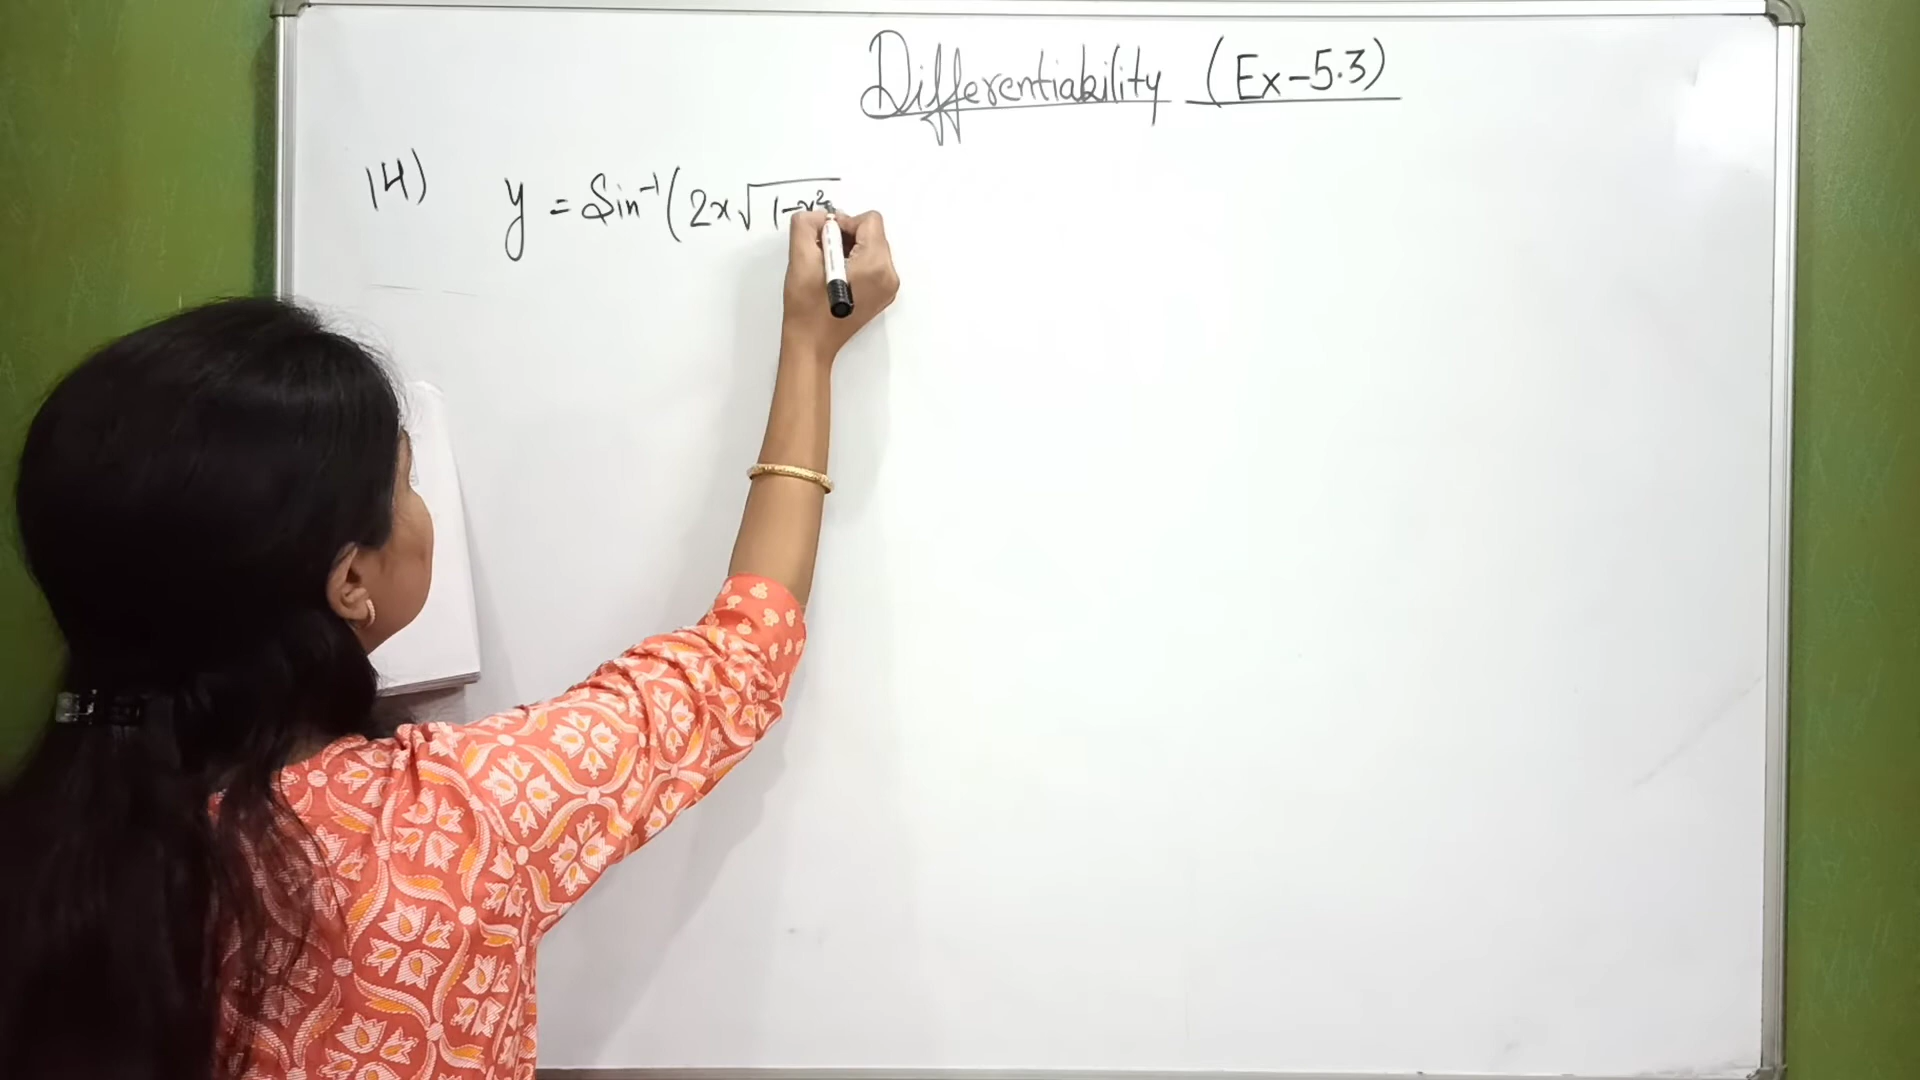 Differentiability (Ex-5.3)
14) y = Sin⁻¹(2x√1-x²